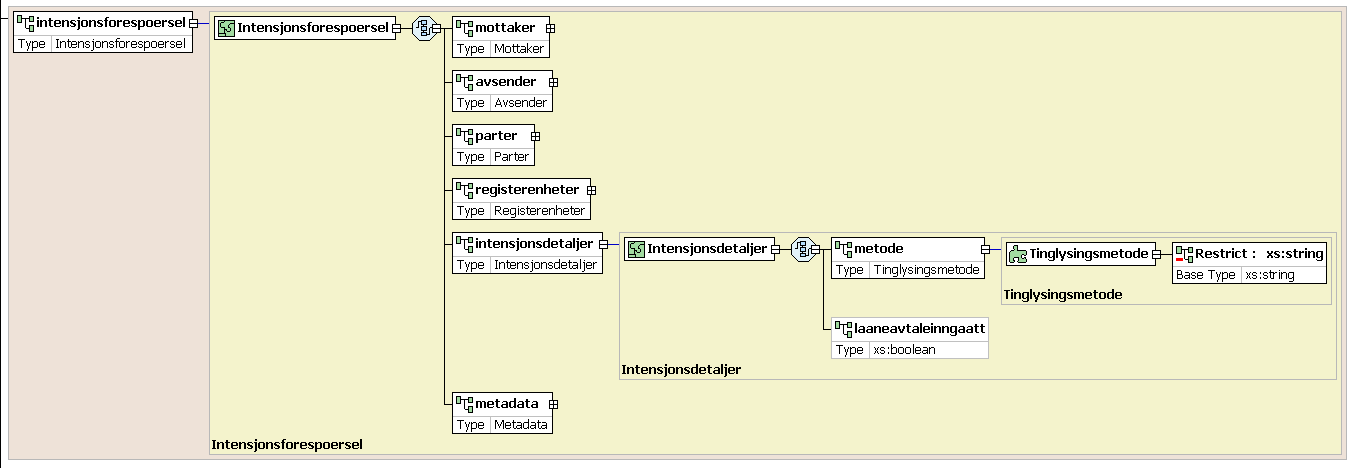 intensjonsforespoersel
Type Intensjonsforespoersel
Intensjonsforespoersel
mottaker
Type Mottaker
avsender
Type Avsender
parter
Type Parter
registerenheter
Type Registerenheter
intensjonsdetaljer
Type Intensjonsdetaljer
Intensjonsdetaljer
metode
Type Tinglysingsmetode
Tinglysingsmetode
Restrict : xs:string
Base Type xs:string
Tinglysingsmetode
laaneavtaleinngaatt
Type xs:boolean
Intensjonsdetaljer
metadata
Type Metadata
Intensjonsforespoersel